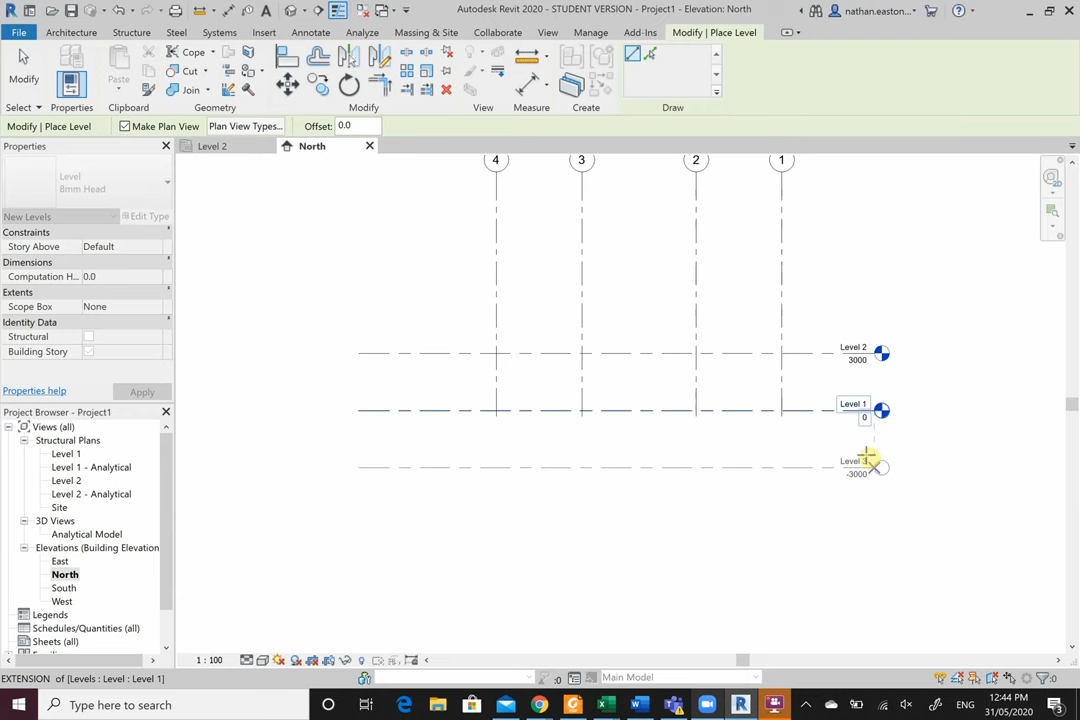 Autodesk Revit 2020 - STUDENT VERSION - Project1 - Elevation: North
nathan.easton...
File Architecture Structure Steel Systems Insert Annotate Analyze Massing & Site Collaborate View Manage Add-Ins Modify | Place Level
Modify
Paste
Cope
Cut
Join
Select Properties Clipboard Geometry Modify View Measure Create Draw
Modify | Place Level Make Plan View Plan View Types... Offset: 0.0
Properties
Level 2
North
Level
8mm Head
New Levels Edit Type
Constraints
Story Above Default
Dimensions
Computation H... 0.0
Extents
Scope Box None
Identity Data
Structural
Building Story
Properties help Apply
Project Browser - Project1
Views (all)
Structural Plans
Level 1
Level 1 - Analytical
Level 2
Level 2 - Analytical
Site
3D Views
Analytical Model
Elevations (Building Elevation
East
North
South
West
Legends
Schedules/Quantities (all)
Sheets (all)
4 3 2 1
Level 2
3000
Level 1
0
Level 3
-3000
1 : 100
EXTENSION of [Levels : Level : Level 1]
:0
Main Model
:0
Type here to search
ENG
12:44 PM
31/05/2020
3